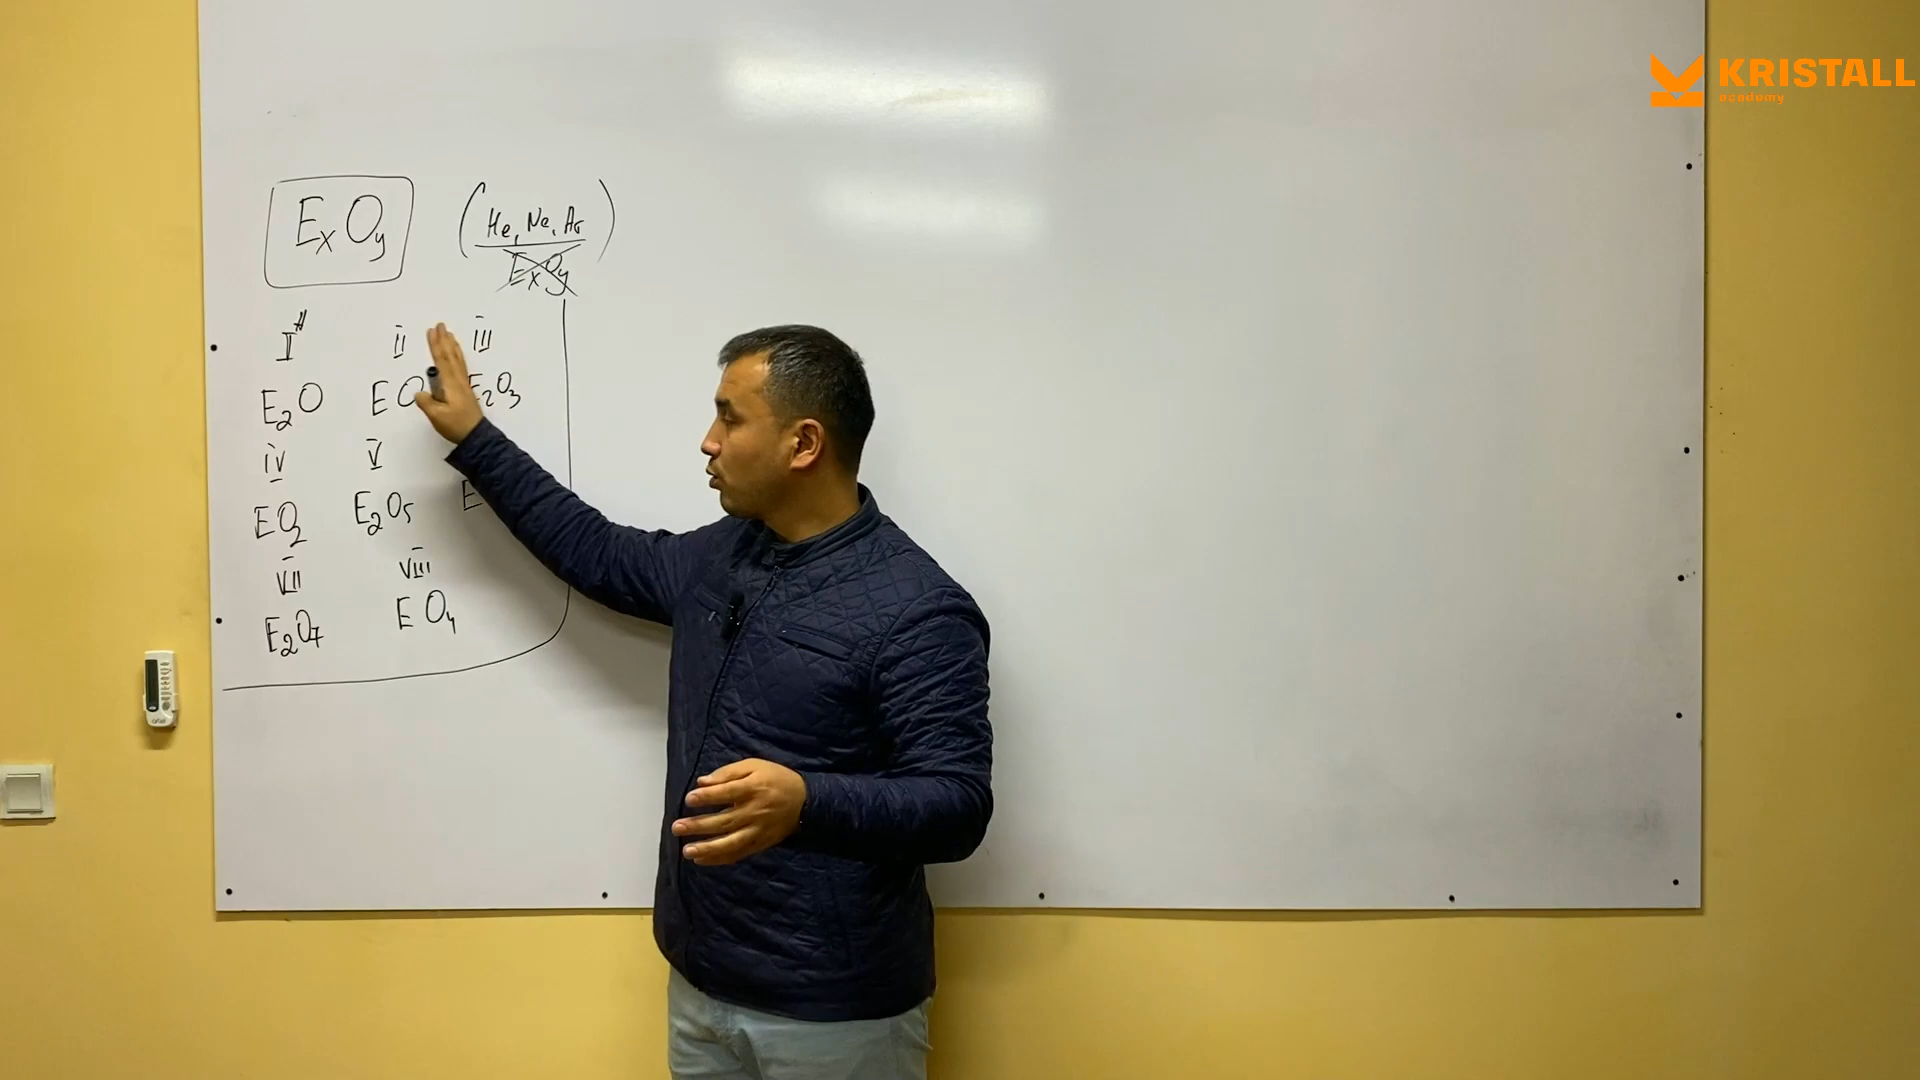 KRISTALL
academy
ExOy (He, Ne, Ar)
ExOy
I II III
E2O EO E2O3
IV V
EO2 E2O5 E
VII VIII
E2O7 EO4